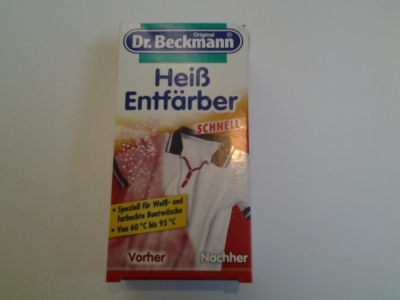 Original
Dr. Beckmann®
Heiß
Entfärber
SCHNELL
• Speziell für Weiß- und
farbechte Buntwäsche
• Von 60 °C bis 95 °C
Vorher Nachher